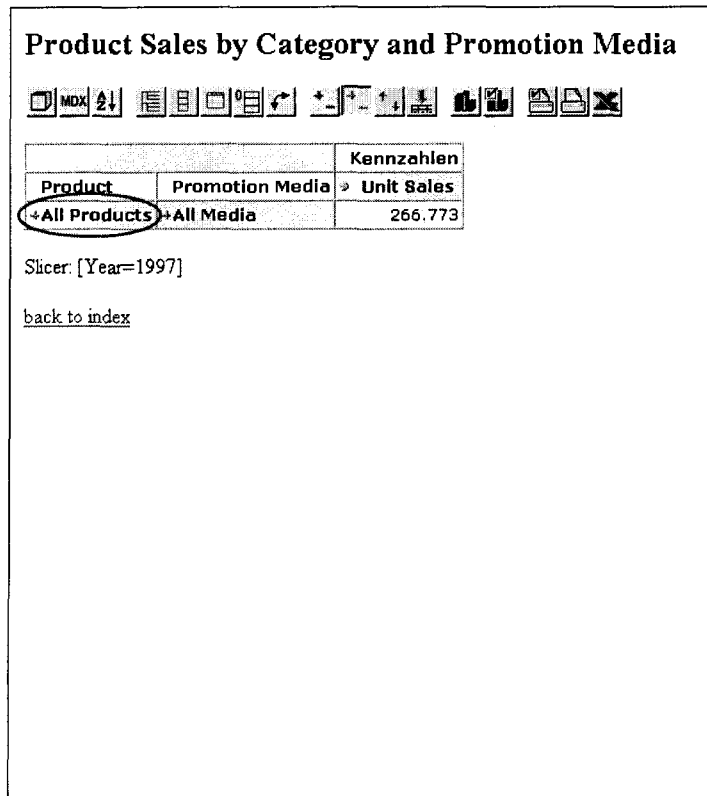 Product Sales by Category and Promotion Media
MDX
Kennzahlen
Product Promotion Media Unit Sales
+All Products +All Media 266.773
Slicer: [Year=1997]
back to index